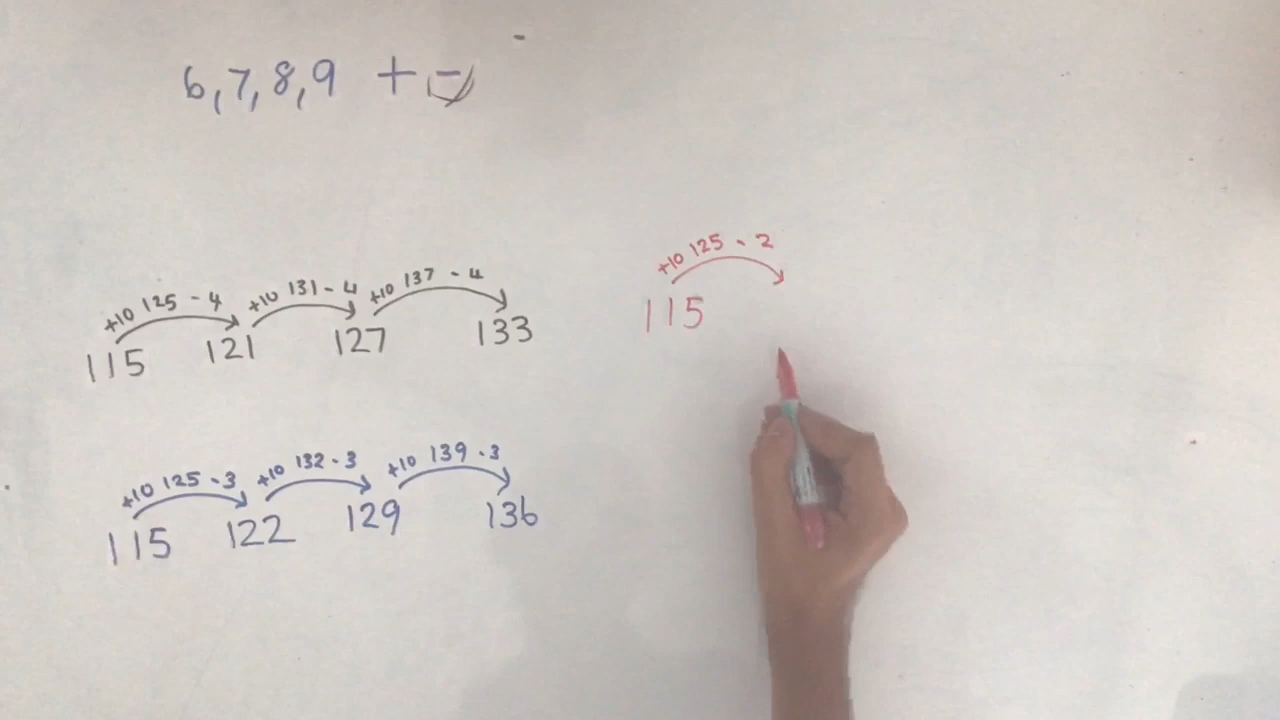 6,7,8,9 + -
+10 125 - 4 +10 131 - 4 +10 137 - 4
115 121 127 133
+10 125 - 3 +10 132 - 3 +10 139 - 3
115 122 129 136
+10 125 - 2
115